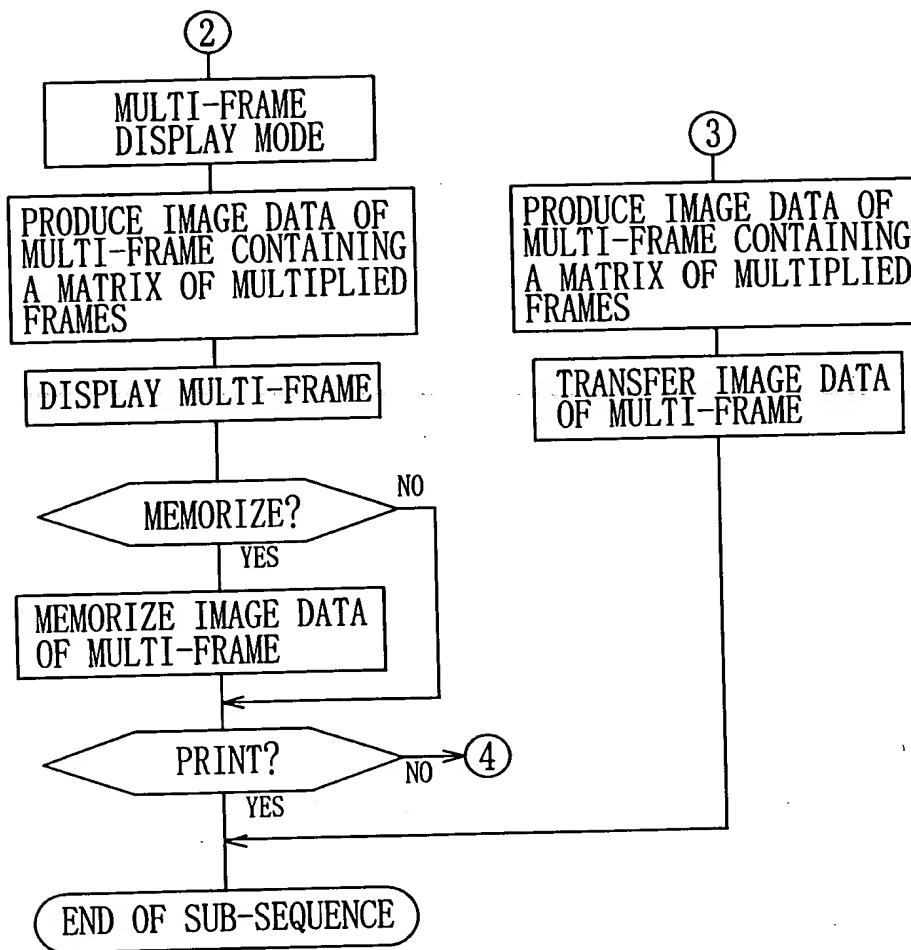 2
MULTI-FRAME
DISPLAY MODE
PRODUCE IMAGE DATA OF
MULTI-FRAME CONTAINING
A MATRIX OF MULTIPLIED
FRAMES
DISPLAY MULTI-FRAME
MEMORIZE?
NO
YES
MEMORIZE IMAGE DATA
OF MULTI-FRAME
PRINT?
NO
4
YES
END OF SUB-SEQUENCE
3
PRODUCE IMAGE DATA OF
MULTI-FRAME CONTAINING
A MATRIX OF MULTIPLIED
FRAMES
TRANSFER IMAGE DATA
OF MULTI-FRAME